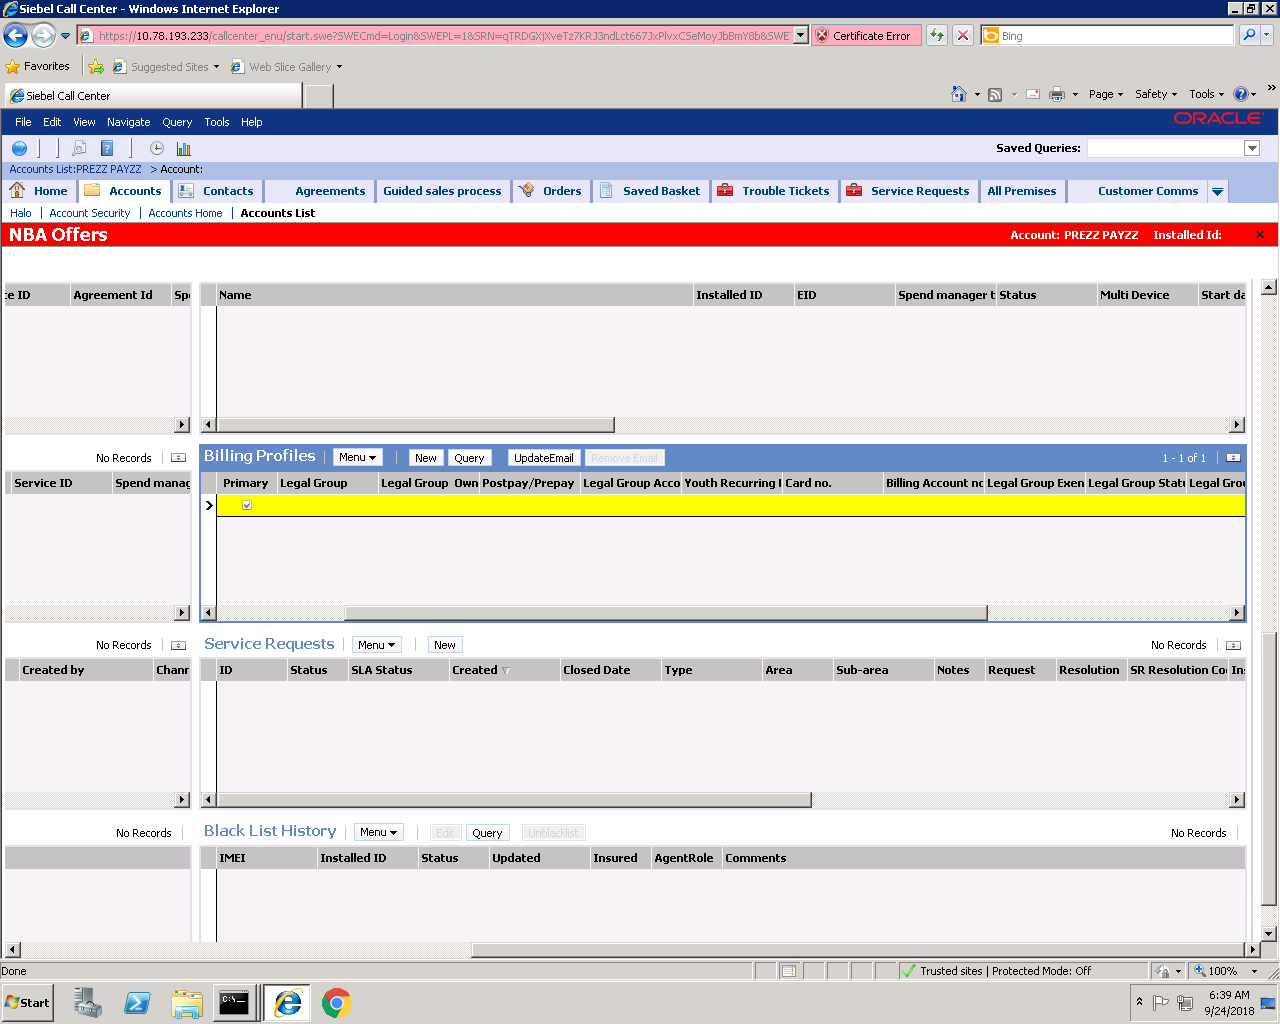 Siebel Call Center - Windows Internet Explorer
https://10.78.193.233/callcenter_enu/start.swe?SWECmd=Login&SWEPL=1&SRN=
Certificate Error
Bing
Favorites
Suggested Sites
Web Slice Gallery
Siebel Call Center
Page
Safety
Tools
»
File Edit View Navigate Query Tools Help
ORACLE
Saved Queries:
Accounts List:PREZZ PAYZZ > Account:
Home Accounts Contacts Agreements Guided sales process Orders Saved Basket Trouble Tickets Service Requests All Premises Customer Comms
Halo | Account Security | Accounts Home | Accounts List
NBA Offers
Account: PREZZ PAYZZ Installed Id:
ce ID Agreement Id Spe
Name Installed ID EID Spend manager t Status Multi Device Start da
No Records
Billing Profiles Menu New Query UpdateEmail Remove Email 1 - 1 of 1
Service ID Spend manag
Primary Legal Group Legal Group Own Postpay/Prepay Legal Group Acco Youth Recurring Card no. Billing Account no Legal Group Exen Legal Group Statu Legal Grou
No Records
Service Requests Menu New No Records
Created by Chann
ID Status SLA Status Created Closed Date Type Area Sub-area Notes Request Resolution SR Resolution Co Ins
No Records
Black List History Menu Edit Query Unblacklist No Records
IMEI Installed ID Status Updated Insured AgentRole Comments
Done
Trusted sites | Protected Mode: Off
100%
Start
6:39 AM
9/24/2018